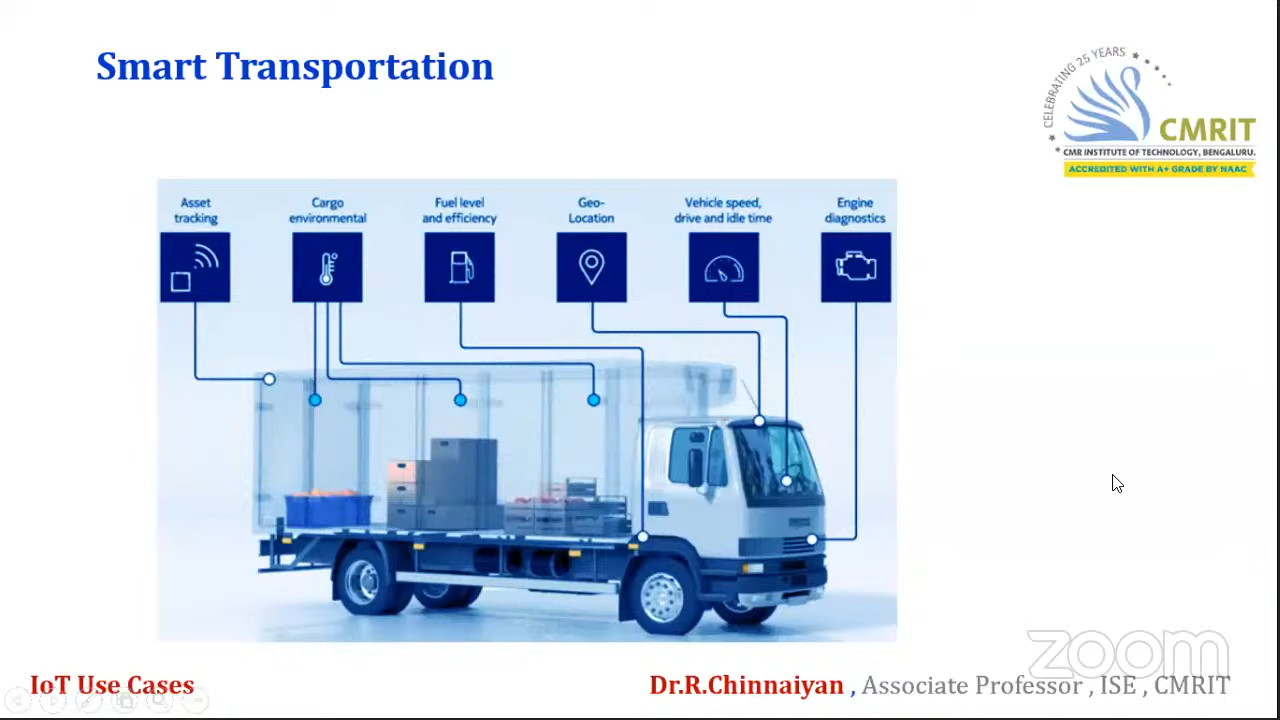 Smart Transportation
CELEBRATING 25 YEARS
CMRIT
CMR INSTITUTE OF TECHNOLOGY, BENGALURU.
ACCREDITED WITH A+ GRADE BY NAAC
Asset
tracking
Cargo
environmental
Fuel level
and efficiency
Geo-
Location
Vehicle speed,
drive and idle time
Engine
diagnostics
zoom
IoT Use Cases
Dr.R.Chinnaiyan , Associate Professor , ISE , CMRIT